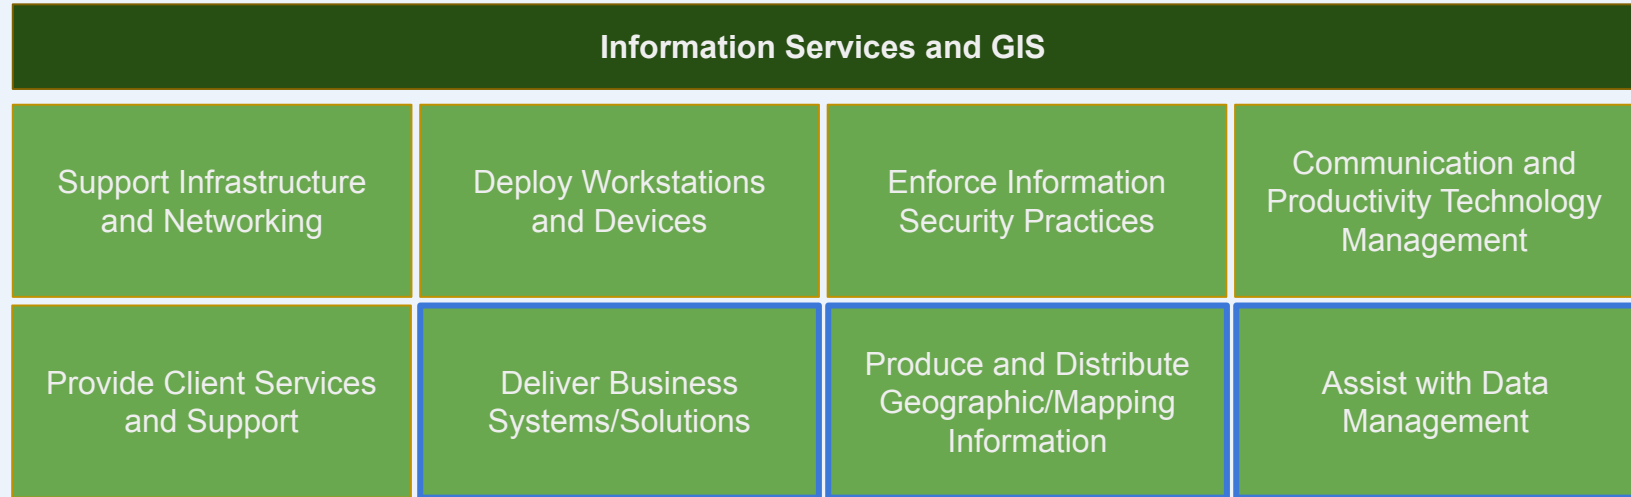 Information Services and GIS
Support Infrastructure
and Networking
Deploy Workstations
and Devices
Enforce Information
Security Practices
Communication and
Productivity Technology
Management
Provide Client Services
and Support
Deliver Business
Systems/Solutions
Produce and Distribute
Geographic/Mapping
Information
Assist with Data
Management